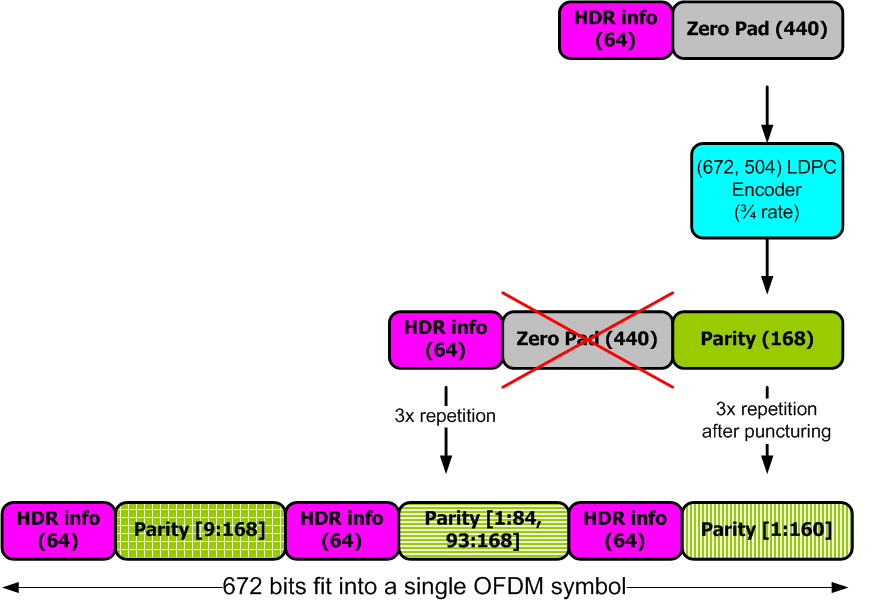 HDR info
(64)
Zero Pad (440)
(672, 504) LDPC
Encoder
(¾ rate)
HDR info
(64)
Zero Pad (440)
Parity (168)
3x repetition
3x repetition
after puncturing
HDR info
(64)
Parity [9:168]
HDR info
(64)
Parity [1:84,
93:168]
HDR info
(64)
Parity [1:160]
672 bits fit into a single OFDM symbol